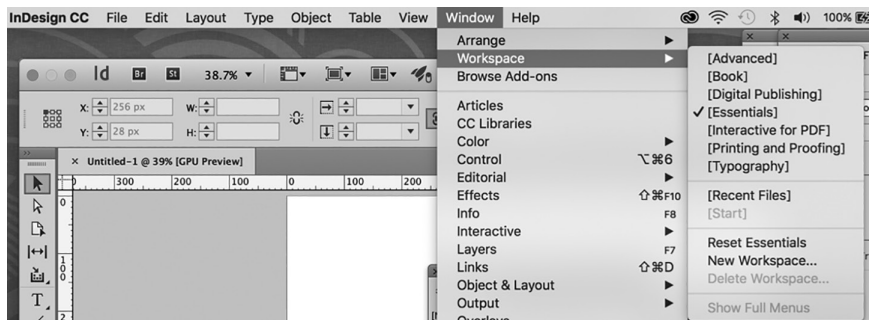 InDesign CC File Edit Layout Type Object Table View Window Help 100%
Id Br St 38.7%
X: 256 px W:
Y: 28 px H:
× Untitled-1 @ 39% [GPU Preview]
300 200 100 0 100 200
0
100
2
T
Arrange
Workspace
Browse Add-ons
Articles
CC Libraries
Color
Control ⌥⌘6
Editorial
Effects ⇧⌘F10
Info F8
Interactive
Layers F7
Links ⇧⌘D
Object & Layout
Output
Overlays
[Advanced]
[Book]
[Digital Publishing]
✓ [Essentials]
[Interactive for PDF]
[Printing and Proofing]
[Typography]
[Recent Files]
[Start]
Reset Essentials
New Workspace...
Delete Workspace...
Show Full Menus